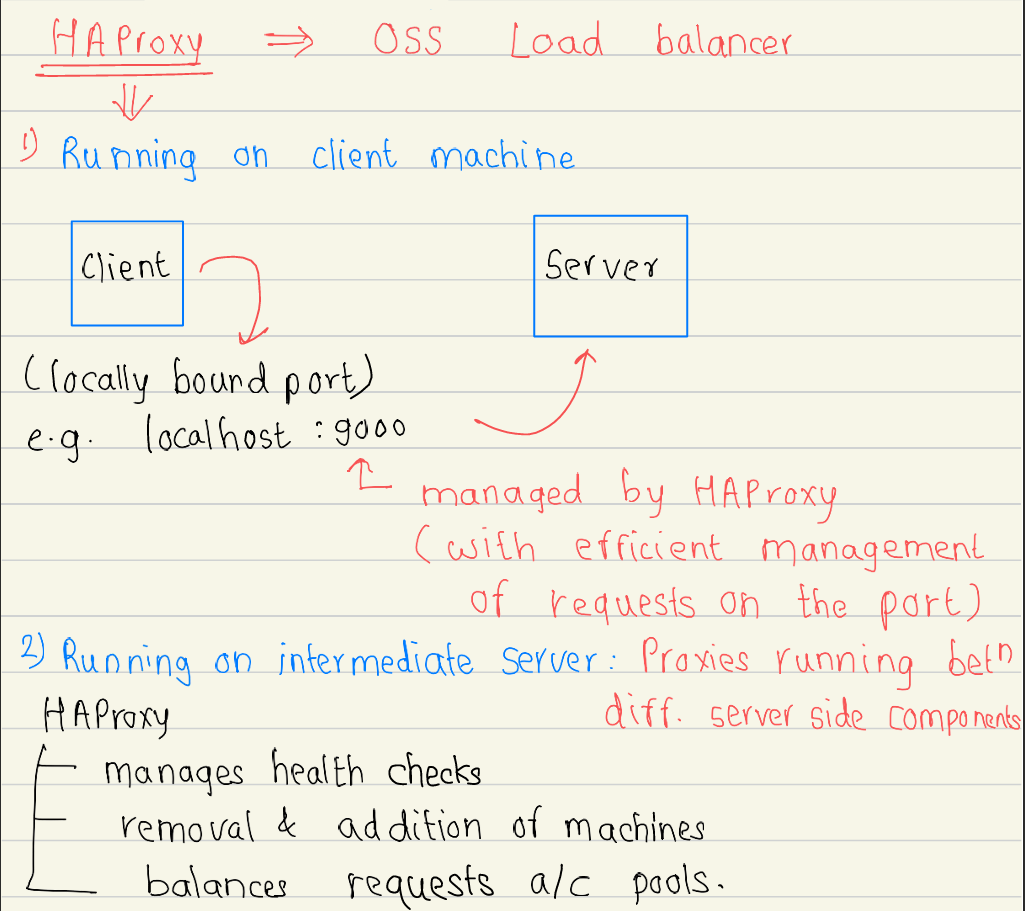 HAProxy ⇒ OSS Load balancer
1) Running on client machine
Client
Server
(locally bound port)
e.g. localhost :9000
managed by HAProxy
(with efficient management
of requests on the port)
2) Running on intermediate server: Proxies running betn
diff. server side components
HAProxy
manages health checks
removal & addition of machines
balances requests a/c pools.